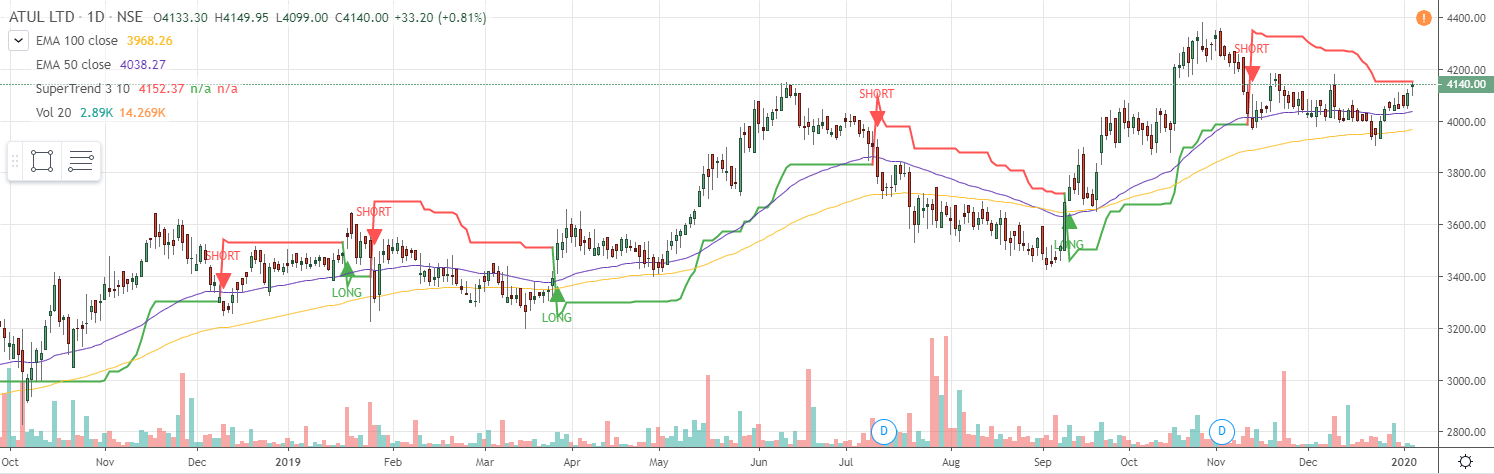 ATUL LTD · 1D · NSE O4133.30 H4149.95 L4099.00 C4140.00 +33.20 (+0.81%)
EMA 100 close 3968.26
EMA 50 close 4038.27
SuperTrend 3 10 4152.37 n/a n/a
Vol 20 2.89K 14.269K
4400.00
4200.00
4140.00
4000.00
3800.00
3600.00
3400.00
3200.00
3000.00
2800.00
SHORT
LONG
SHORT
LONG
SHORT
LONG
SHORT
D
D
Oct Nov Dec 2019 Feb Mar Apr May Jun Jul Aug Sep Oct Nov Dec 2020